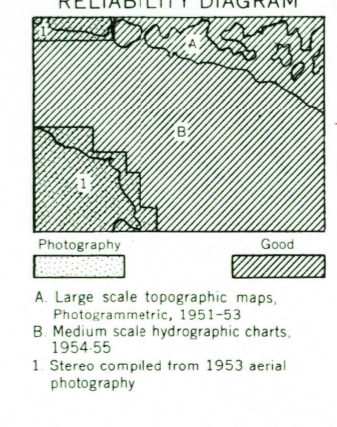 RELIABILITY DIAGRAM
1
A
B
1
Photography Good
A. Large scale topographic maps,
Photogrammetric, 1951-53
B. Medium scale hydrographic charts,
1954-55
1. Stereo compiled from 1953 aerial
photography